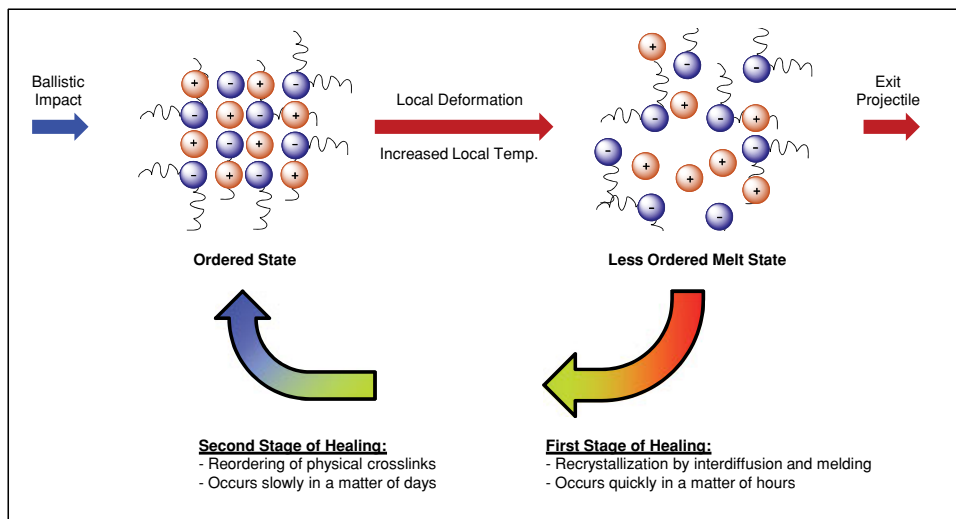 Ballistic
Impact
Local Deformation
Increased Local Temp.
Exit
Projectile
+ - + -
- + - +
+ - + -
- + - +
+
-
-
+
-
-
+
-
-
+
+
+
+
-
-
Ordered State
Less Ordered Melt State
Second Stage of Healing:
- Reordering of physical crosslinks
- Occurs slowly in a matter of days
First Stage of Healing:
- Recrystallization by interdiffusion and melding
- Occurs quickly in a matter of hours